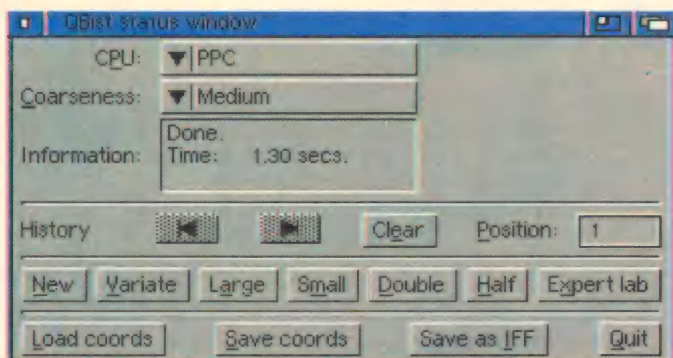 QBist status window
CPU: PPC
Coarseness: Medium
Information: Done.
Time: 1.30 secs.
History Clear Position: 1
New Variate Large Small Double Half Expert lab
Load coords Save coords Save as IFF Quit